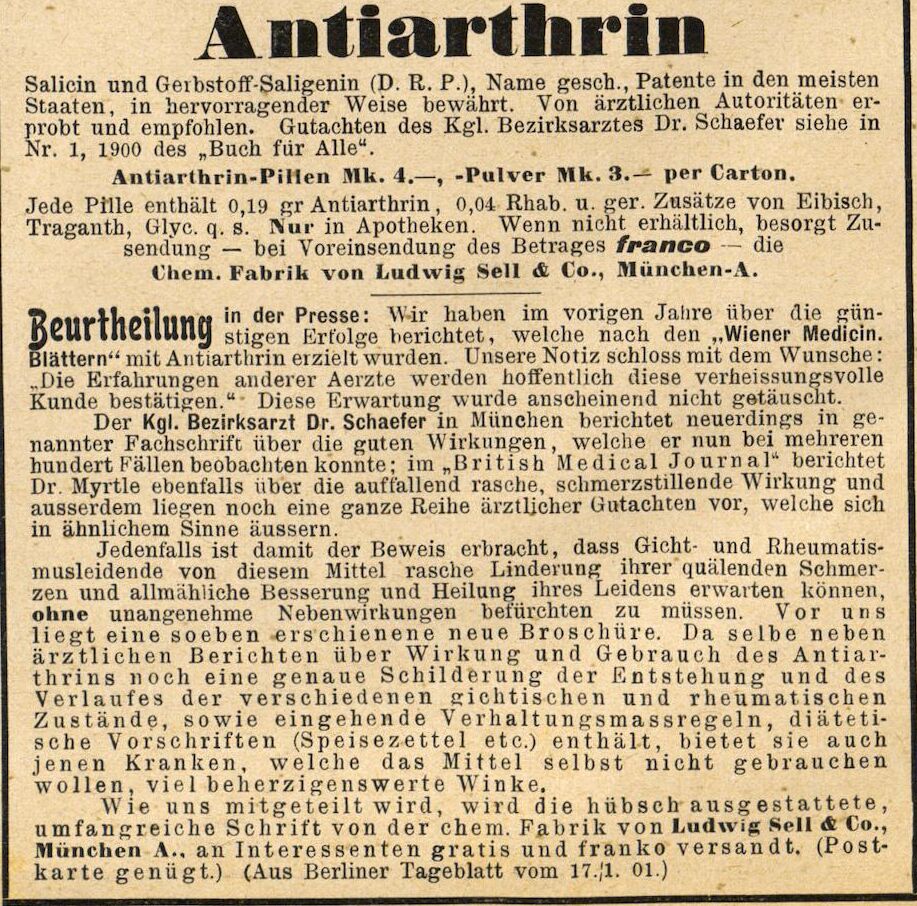 Antiarthrin
Salicin und Gerbstoff-Saligenin (D. R. P.), Name gesch., Patente in den meisten
Staaten, in hervorragender Weise bewährt. Von ärztlichen Autoritäten er-
probt und empfohlen. Gutachten des Kgl. Bezirksarztes Dr. Schaefer siehe in
Nr. 1, 1900 des „Buch für Alle“.
Antiarthrin-Pillen Mk. 4.—, -Pulver Mk. 3.— per Carton.
Jede Pille enthält 0,19 gr Antiarthrin, 0,04 Rhab. u. ger. Zusätze von Eibisch,
Traganth, Glyc. q. s. Nur in Apotheken. Wenn nicht erhältlich, besorgt Zu-
sendung — bei Voreinsendung des Betrages franco — die
Chem. Fabrik von Ludwig Sell & Co., München-A.
Beurtheilung in der Presse: Wir haben im vorigen Jahre über die gün-
stigen Erfolge berichtet, welche nach den „Wiener Medicin.
Blättern“ mit Antiarthrin erzielt wurden. Unsere Notiz schloss mit dem Wunsche:
„Die Erfahrungen anderer Aerzte werden hoffentlich diese verheissungsvolle
Kunde bestätigen.“ Diese Erwartung wurde anscheinend nicht getäuscht.
Der Kgl. Bezirksarzt Dr. Schaefer in München berichtet neuerdings in ge-
nannter Fachschrift über die guten Wirkungen, welche er nun bei mehreren
hundert Fällen beobachten konnte; im „British Medical Journal“ berichtet
Dr. Myrtle ebenfalls über die auffallend rasche, schmerzstillende Wirkung und
ausserdem liegen noch eine ganze Reihe ärztlicher Gutachten vor, welche sich
in ähnlichem Sinne äussern.
Jedenfalls ist damit der Beweis erbracht, dass Gicht- und Rheumatis-
musleidende von diesem Mittel rasche Linderung ihrer quälenden Schmer-
zen und allmähliche Besserung und Heilung ihres Leidens erwarten können,
ohne unangenehme Nebenwirkungen befürchten zu müssen. Vor uns
liegt eine soeben erschienene neue Broschüre. Da selbe neben
ärztlichen Berichten über Wirkung und Gebrauch des Antiar-
thrins noch eine genaue Schilderung der Entstehung und des
Verlaufes der verschiedenen gichtischen und rheumatischen
Zustände, sowie eingehende Verhaltungsmassregeln, diäteti-
sche Vorschriften (Speisezettel etc.) enthält, bietet sie auch
jenen Kranken, welche das Mittel selbst nicht gebrauchen
wollen, viel beherzigenswerte Winke.
Wie uns mitgeteilt wird, wird die hübsch ausgestattete,
umfangreiche Schrift von der chem. Fabrik von Ludwig Sell & Co.,
München A., an Interessenten gratis und franko versandt. (Post-
karte genügt.) (Aus Berliner Tageblatt vom 17./1. 01.)